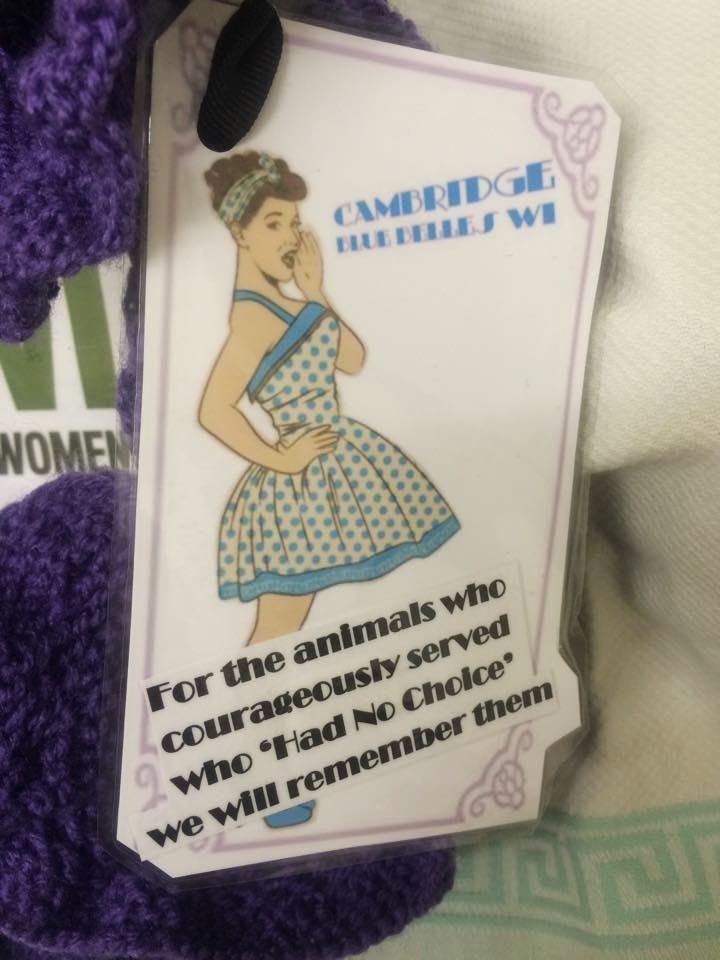 CAMBRIDGE
BLUE BELLES WI
WOMEN
For the animals who
courageously served
who ‘Had No Choice’
we will remember them